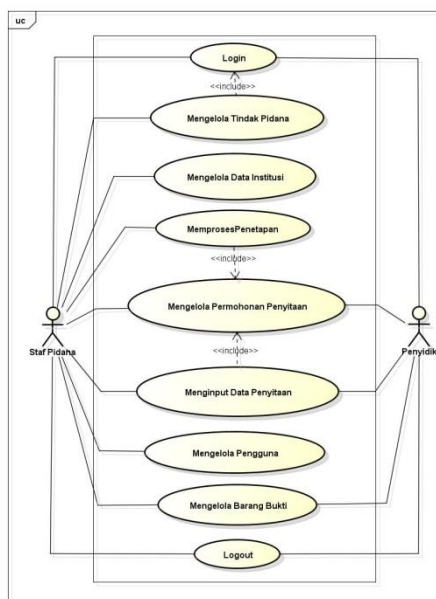 uc
Login
<<include>>
Mengelola Tindak Pidana
Mengelola Data Institusi
MemprosesPenetapan
<<include>>
Mengelola Permohonan Penyitaan
Staf Pidana
Penyidik
<<include>>
Menginput Data Penyitaan
Mengelola Pengguna
Mengelola Barang Bukti
Logout